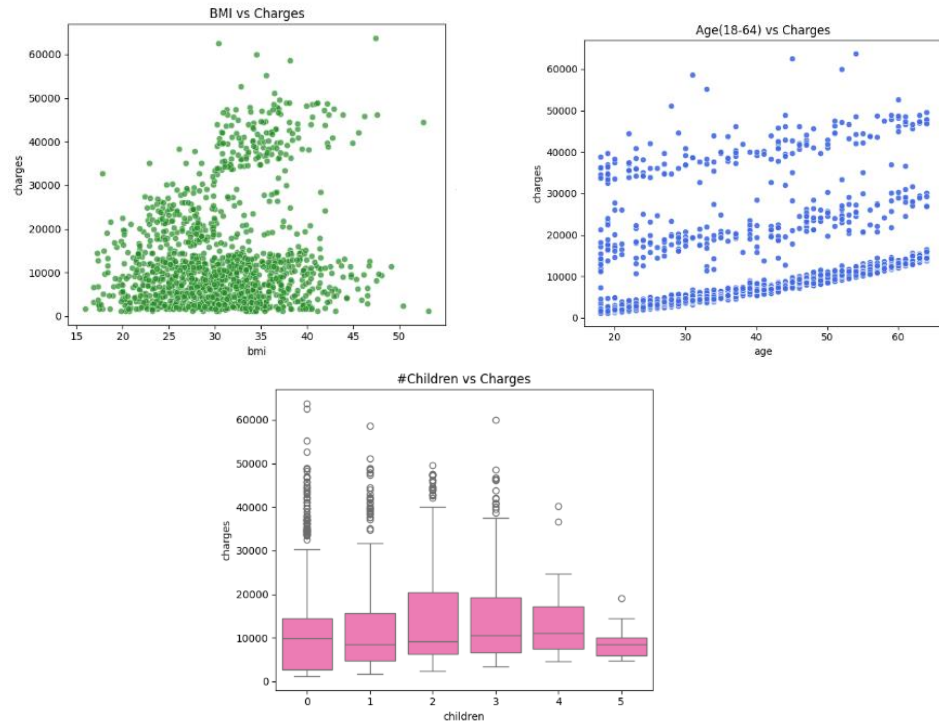 BMI vs Charges
60000
50000
40000
30000
20000
10000
0
charges
15 20 25 30 35 40 45 50
bmi
Age(18-64) vs Charges
60000
50000
40000
30000
20000
10000
0
charges
20 30 40 50 60
age
#Children vs Charges
60000
50000
40000
30000
20000
10000
0
charges
0 1 2 3 4 5
children